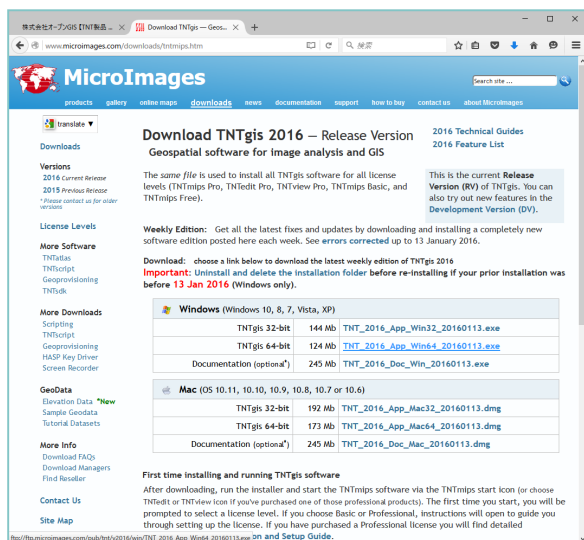 株式会社オープンGIS【TNT製品 ...
Download TNTgis — Geos...
www.microimages.com/downloads/tntmips.htm
検索
MicroImages
Search site ...
products gallery online maps downloads news documentation support how to buy contact us about MicroImages
translate ▼
Downloads
Versions
2016 Current Release
2015 Previous Release
* Please contact us for older
versions
License Levels
More Software
TNTatlas
TNTscript
Geoprovisioning
TNTsdk
More Downloads
Scripting
TNTscript
Geoprovisioning
HASP Key Driver
Screen Recorder
GeoData
Elevation Data *New
Sample Geodata
Tutorial Datasets
More Info
Download FAQs
Download Managers
Find Reseller
Contact Us
Site Map
Download TNTgis 2016 — Release Version
Geospatial software for image analysis and GIS
2016 Technical Guides
2016 Feature List
The same file is used to install all TNTgis software for all license
levels (TNTmips Pro, TNTedit Pro, TNTview Pro, TNTmips Basic, and
TNTmips Free).
This is the current Release
Version (RV) of TNTgis. You can
also try out new features in the
Development Version (DV).
Weekly Edition: Get all the latest fixes and updates by downloading and installing a completely new
software edition posted here each week. See errors corrected up to 13 January 2016.
Download: choose a link below to download the latest weekly edition of TNTgis 2016
Important: Uninstall and delete the installation folder before re-installing if your prior installation was
before 13 Jan 2016 (Windows only).
Windows (Windows 10, 8, 7, Vista, XP)
TNTgis 32-bit 144 Mb TNT_2016_App_Win32_20160113.exe
TNTgis 64-bit 124 Mb TNT_2016_App_Win64_20160113.exe
Documentation (optional*) 245 Mb TNT_2016_Doc_Win_20160113.exe
Mac (OS 10.11, 10.10, 10.9, 10.8, 10.7 or 10.6)
TNTgis 32-bit 192 Mb TNT_2016_App_Mac32_20160113.dmg
TNTgis 64-bit 173 Mb TNT_2016_App_Mac64_20160113.dmg
Documentation (optional*) 245 Mb TNT_2016_Doc_Mac_20160113.dmg
First time installing and running TNTgis software
After downloading, run the installer and start the TNTmips software via the TNTmips start icon (or choose
TNTedit or TNTview icon if you've purchased one of those professional products). The first time you start, you will be
prompted to select a license level. If you choose Basic or Professional, instructions will open to guide you
through setting up the license. If you have purchased a Professional license you will find detailed
on and Setup Guide.
ftp://ftp.microimages.com/pub/tnt/v2016/win/TNT_2016_App_Win64_20160113.exe